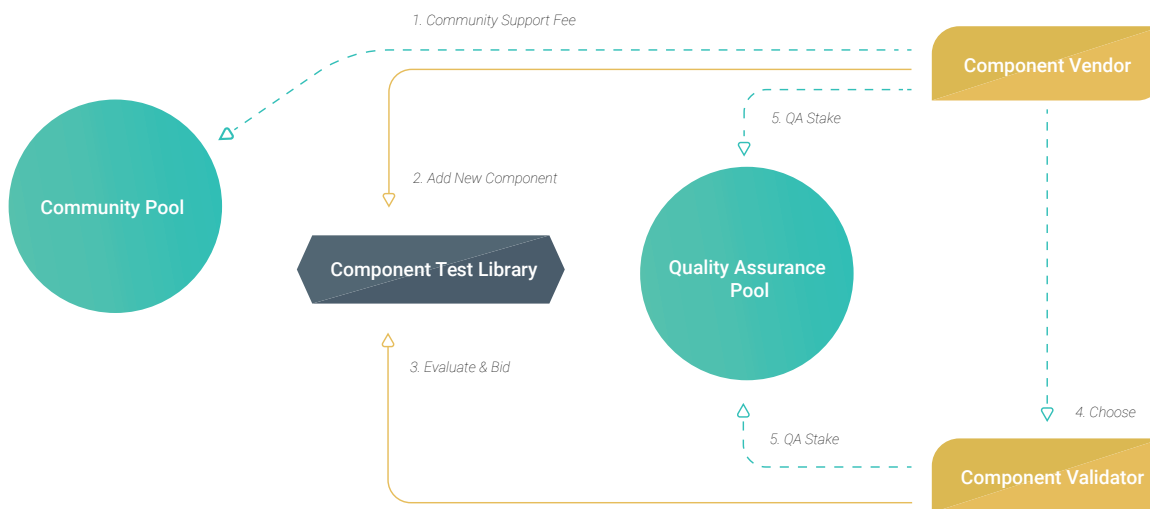 1. Community Support Fee
Component Vendor
5. QA Stake
2. Add New Component
Community Pool
Component Test Library
Quality Assurance
Pool
3. Evaluate & Bid
4. Choose
5. QA Stake
Component Validator